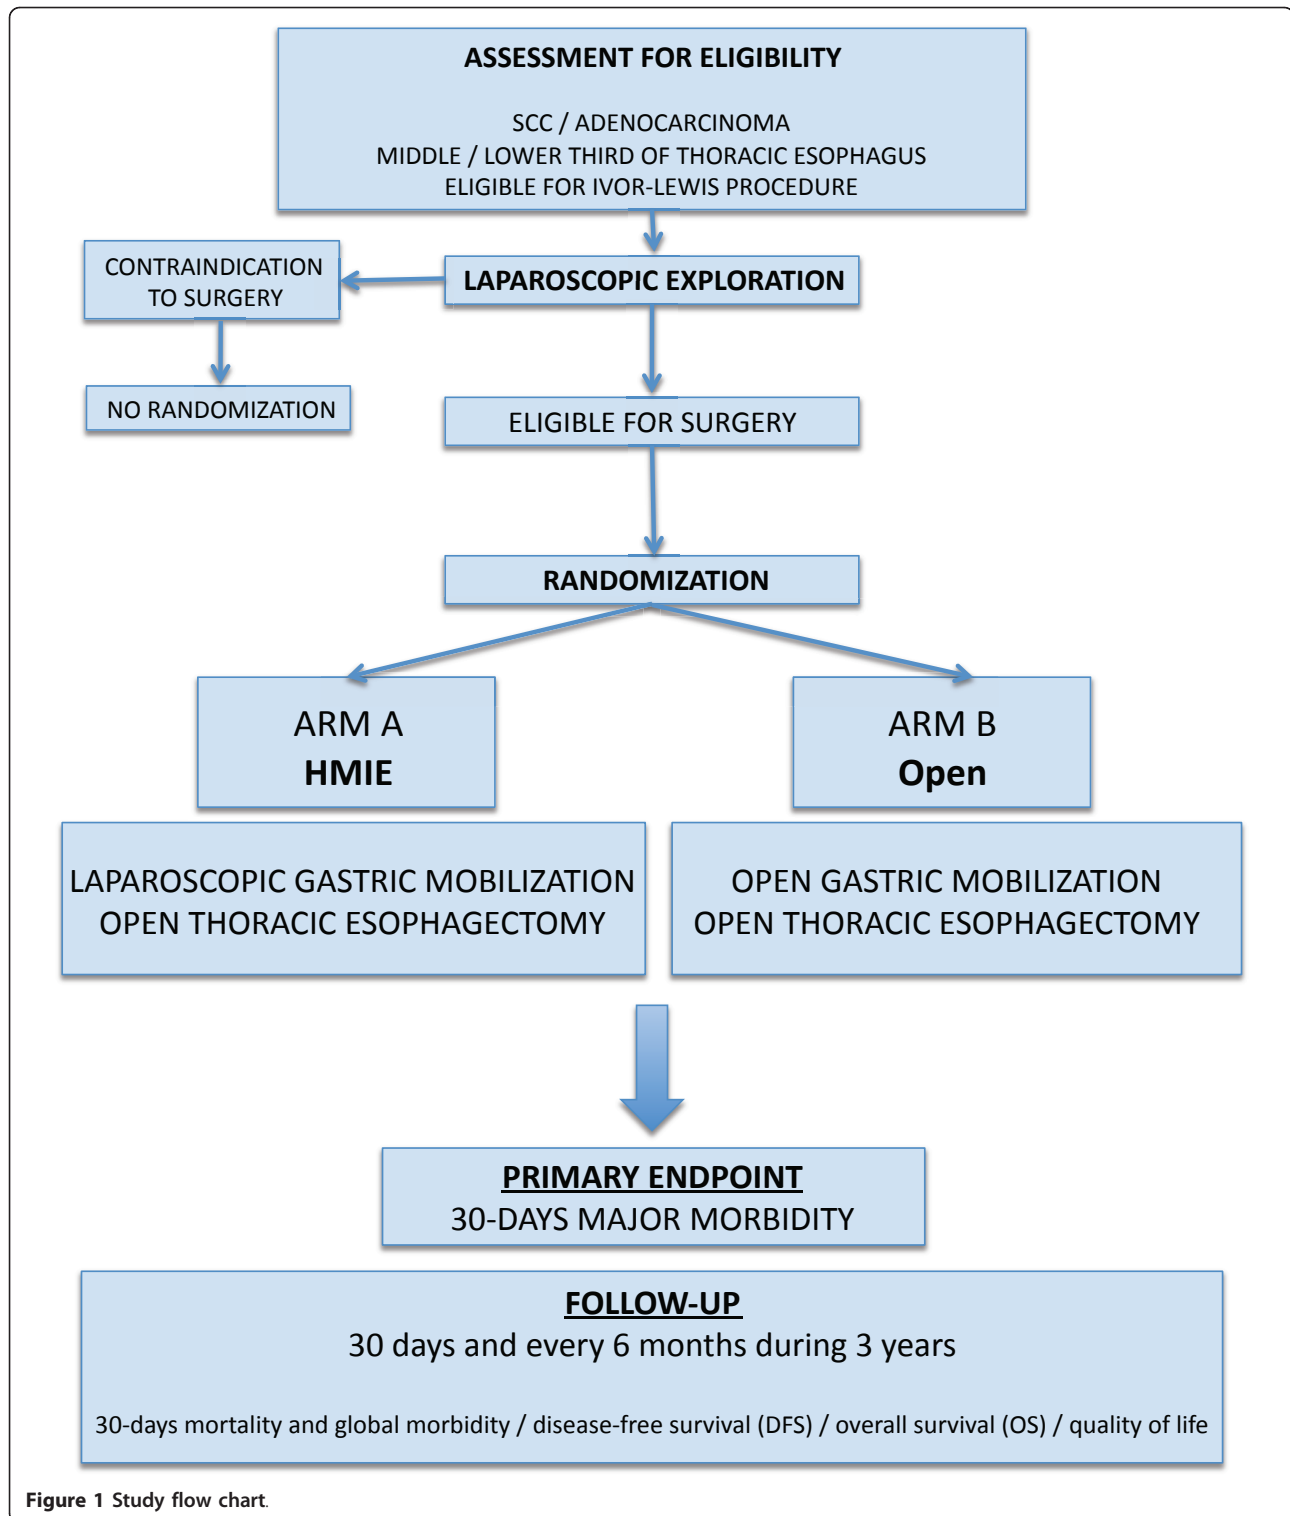 ASSESSMENT FOR ELIGIBILITY
SCC / ADENOCARCINOMA
MIDDLE / LOWER THIRD OF THORACIC ESOPHAGUS
ELIGIBLE FOR IVOR-LEWIS PROCEDURE
CONTRAINDICATION
TO SURGERY
LAPAROSCOPIC EXPLORATION
NO RANDOMIZATION
ELIGIBLE FOR SURGERY
RANDOMIZATION
ARM A
HMIE
ARM B
Open
LAPAROSCOPIC GASTRIC MOBILIZATION
OPEN THORACIC ESOPHAGECTOMY
OPEN GASTRIC MOBILIZATION
OPEN THORACIC ESOPHAGECTOMY
PRIMARY ENDPOINT
30-DAYS MAJOR MORBIDITY
FOLLOW-UP
30 days and every 6 months during 3 years
30-days mortality and global morbidity / disease-free survival (DFS) / overall survival (OS) / quality of life
Figure 1 Study flow chart.